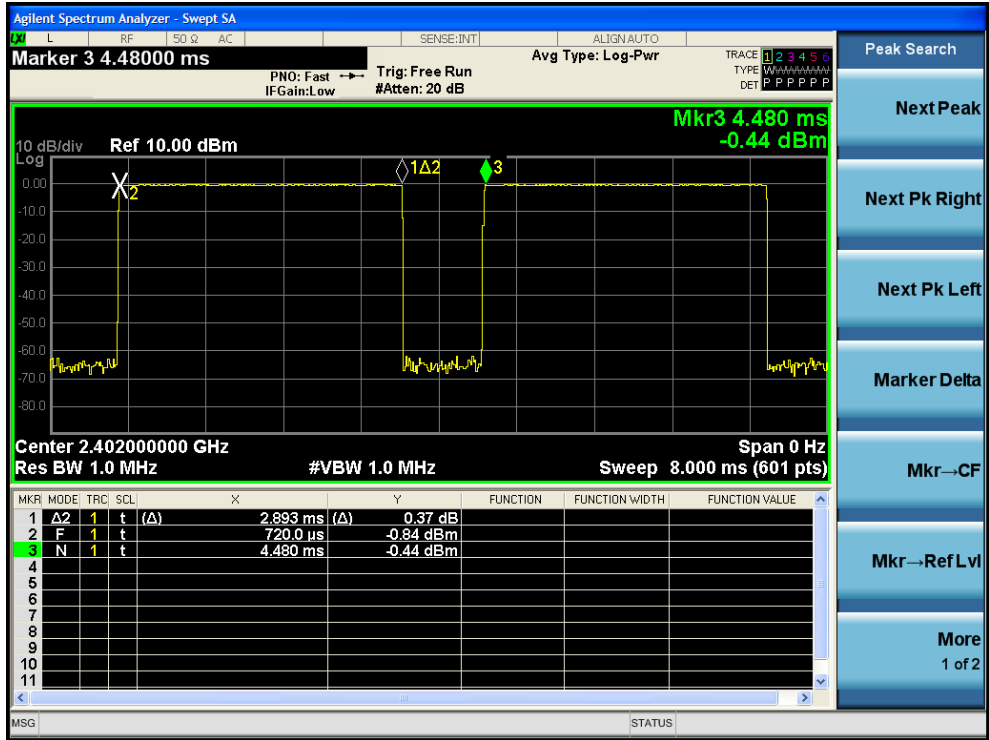 Agilent Spectrum Analyzer - Swept SA
LXI L RF 50 Ω AC SENSE:INT ALIGN AUTO
Marker 3 4.48000 ms
PNO: Fast
IFGain:Low
Trig: Free Run
#Atten: 20 dB
Avg Type: Log-Pwr
TRACE 1 2 3 4 5 6
TYPE WWWWWW
DET P P P P P P
Mkr3 4.480 ms
-0.44 dBm
10 dB/div Ref 10.00 dBm
Log
1Δ2
3
2
0.00
-10.0
-20.0
-30.0
-40.0
-50.0
-60.0
-70.0
-80.0
Center 2.402000000 GHz Span 0 Hz
Res BW 1.0 MHz #VBW 1.0 MHz Sweep 8.000 ms (601 pts)
MKR MODE TRC SCL X Y FUNCTION FUNCTION WIDTH FUNCTION VALUE
1 Δ2 1 t (Δ) 2.893 ms (Δ) 0.37 dB
2 F 1 t 720.0 µs -0.84 dBm
3 N 1 t 4.480 ms -0.44 dBm
4
5
6
7
8
9
10
11
MSG STATUS
Peak Search
Next Peak
Next Pk Right
Next Pk Left
Marker Delta
Mkr→CF
Mkr→Ref Lvl
More
1 of 2